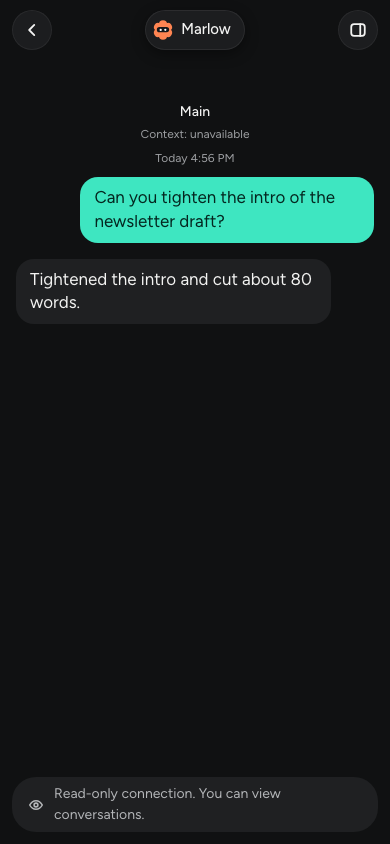 Marlow
Main
Context: unavailable
Today 4:56 PM
Can you tighten the intro of the
newsletter draft?
Tightened the intro and cut about 80
words.
Read-only connection. You can view
conversations.